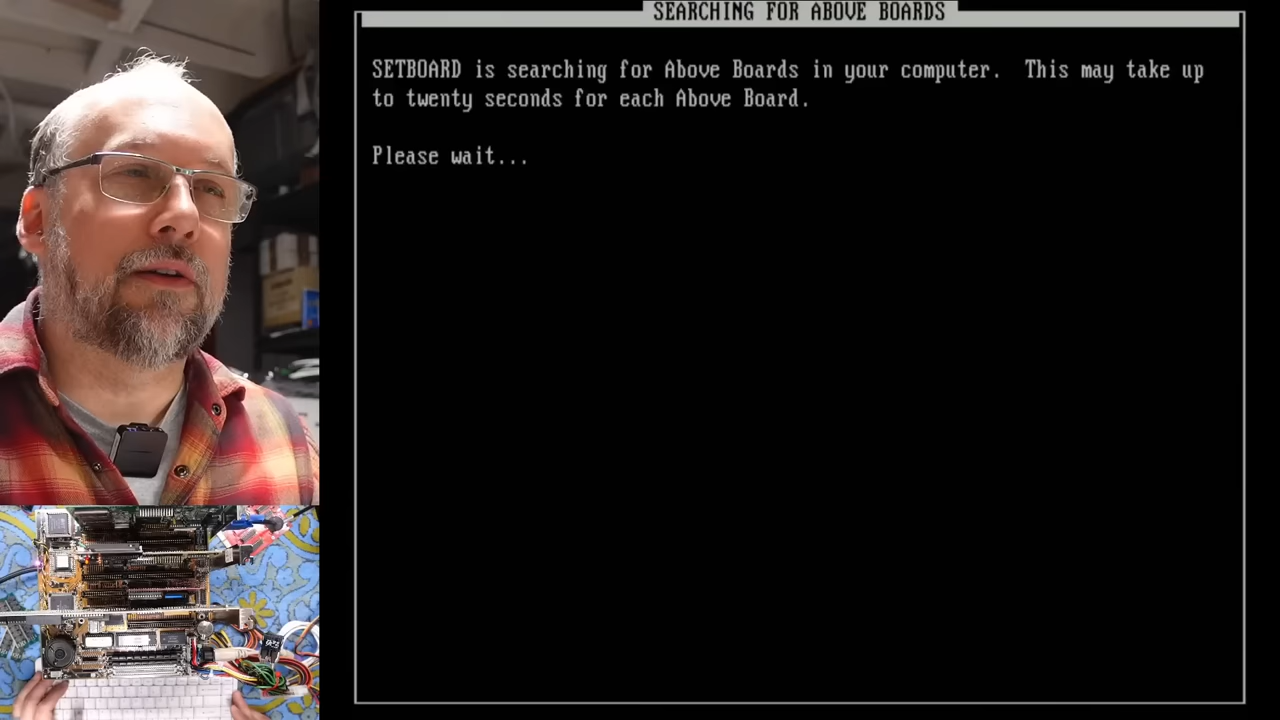 SEARCHING FOR ABOVE BOARDS
SETBOARD is searching for Above Boards in your computer.  This may take up
to twenty seconds for each Above Board.
Please wait...